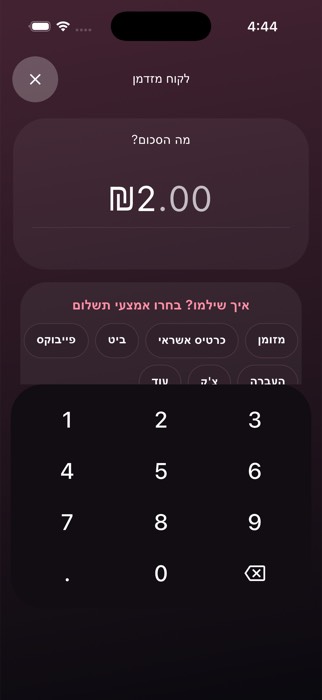 4:44
לקוח מזדמן
מה הסכום?
₪2.00
איך שילמו? בחרו אמצעי תשלום
מזומן כרטיס אשראי ביט פייבוקס
העברה צ'ק עוד
1 2 3
4 5 6
7 8 9
. 0